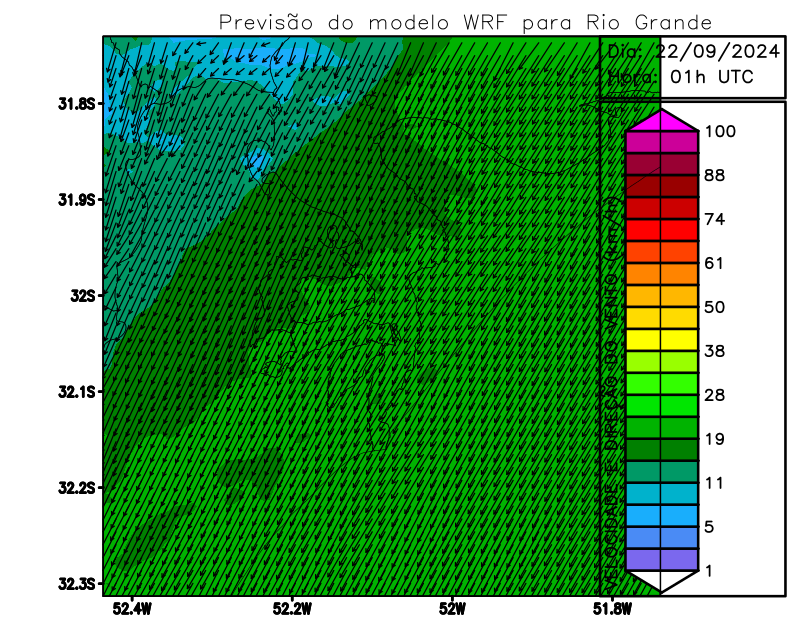 Previsão do modelo WRF para Rio Grande
Dia: 22/09/2024
Hora: 01h UTC
31.8S
31.9S
32S
32.1S
32.2S
32.3S
52.4W
52.2W
52W
51.8W
VELOCIDADE E DIREÇÃO DO VENTO (km/h)
100
88
74
61
50
38
28
19
11
5
1